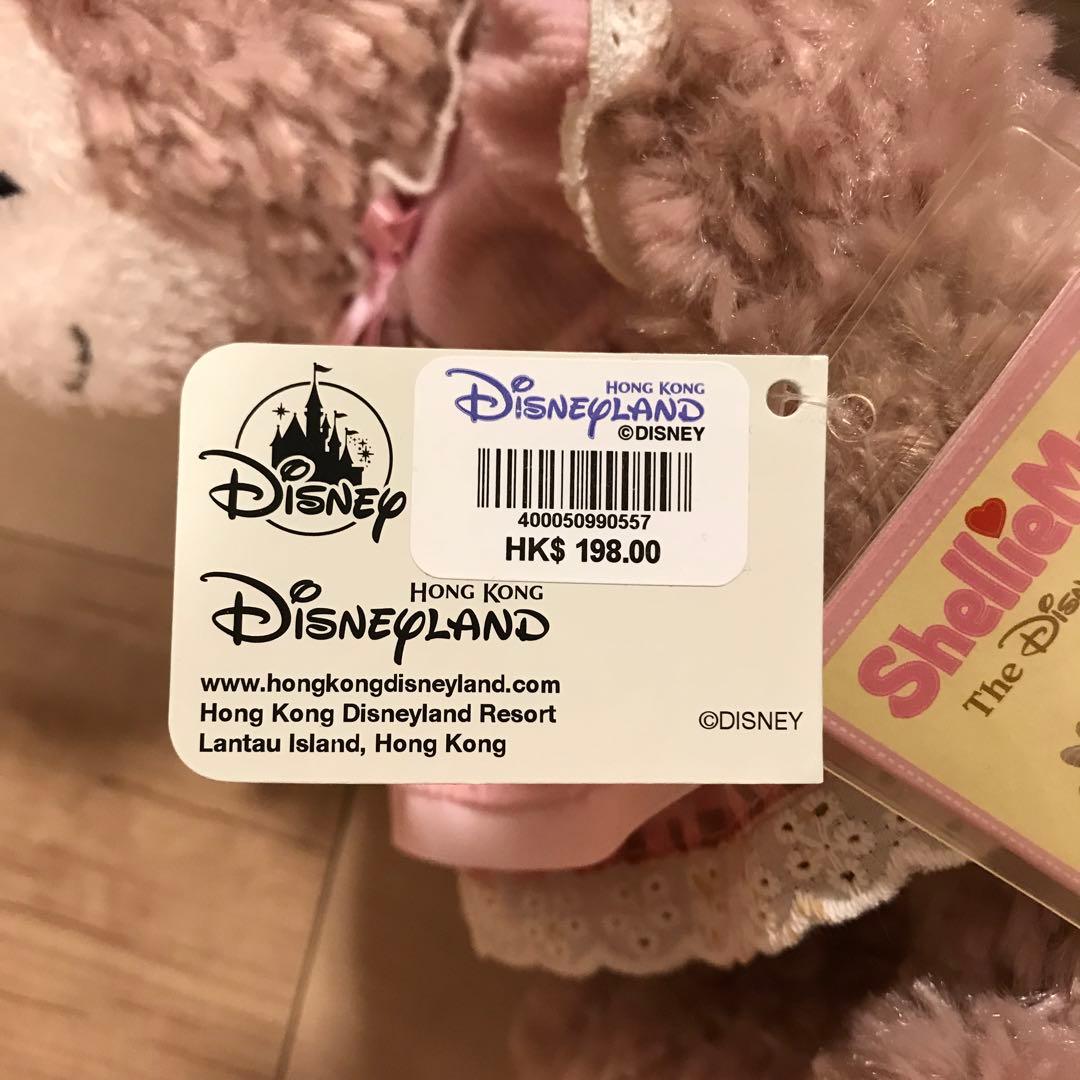 DISNEY
HONG KONG
DISNEYLAND
©DISNEY
400050990557
HK$ 198.00
HONG KONG
DISNEYLAND
www.hongkongdisneyland.com
Hong Kong Disneyland Resort
Lantau Island, Hong Kong
©DISNEY
The